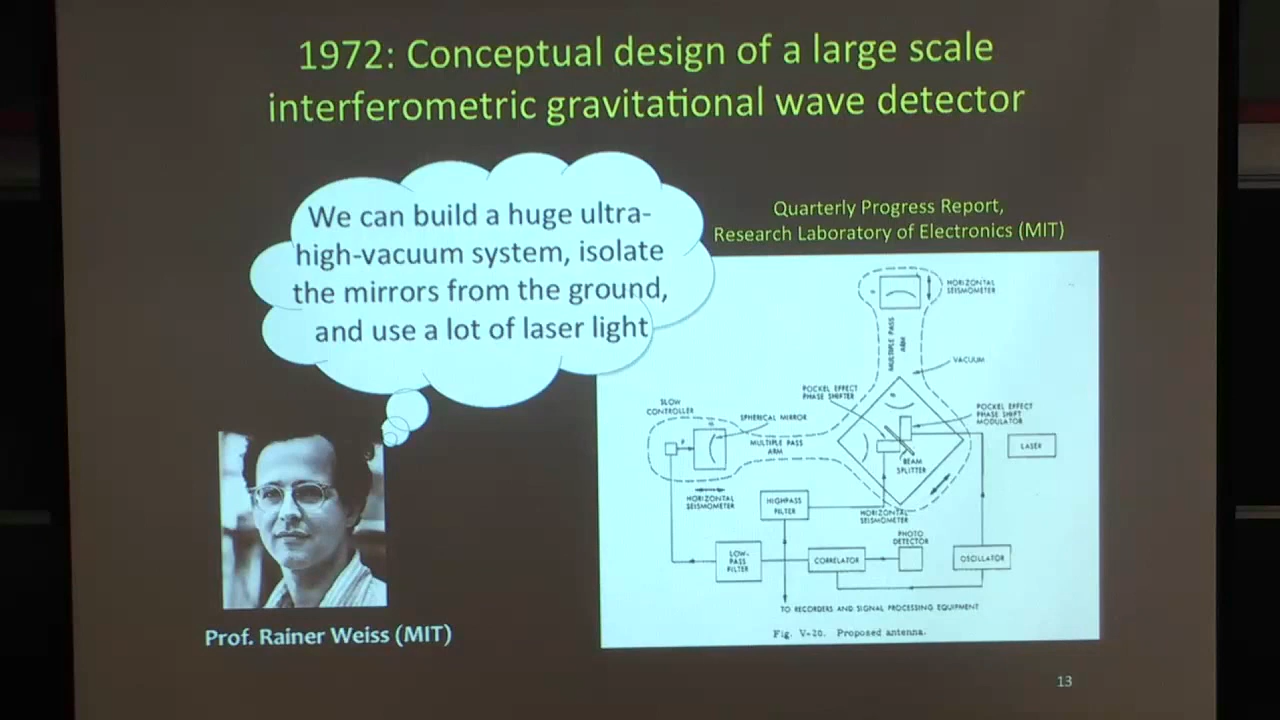 1972: Conceptual design of a large scale
interferometric gravitational wave detector
We can build a huge ultra-
high-vacuum system, isolate
the mirrors from the ground,
and use a lot of laser light
Prof. Rainer Weiss (MIT)
Quarterly Progress Report,
Research Laboratory of Electronics (MIT)
HORIZONTAL
SEISMOMETER
MULTIPLE PASS
ARM
VACUUM
POCKEL EFFECT
PHASE SHIFTER
POCKEL EFFECT
PHASE SHIFT
MODULATOR
SLOW
CONTROLLER
SPHERICAL MIRROR
MULTIPLE PASS
ARM
LASER
BEAM
SPLITTER
HORIZONTAL
SEISMOMETER
HIGHPASS
FILTER
HORIZONTAL
SEISMOMETER
PHOTO
DETECTOR
LOW-
PASS
FILTER
CORRELATOR
OSCILLATOR
TO RECORDERS AND SIGNAL PROCESSING EQUIPMENT
Fig. V-20. Proposed antenna.
13